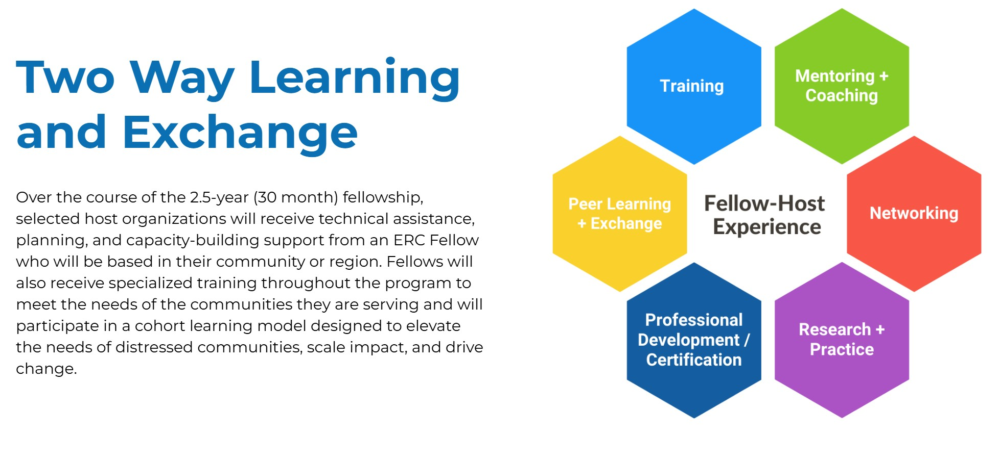 Two Way Learning
and Exchange
Over the course of the 2.5-year (30 month) fellowship,
selected host organizations will receive technical assistance,
planning, and capacity-building support from an ERC Fellow
who will be based in their community or region. Fellows will
also receive specialized training throughout the program to
meet the needs of the communities they are serving and will
participate in a cohort learning model designed to elevate
the needs of distressed communities, scale impact, and drive
change.
Training
Mentoring +
Coaching
Peer Learning
+ Exchange
Fellow-Host
Experience
Networking
Professional
Development /
Certification
Research +
Practice